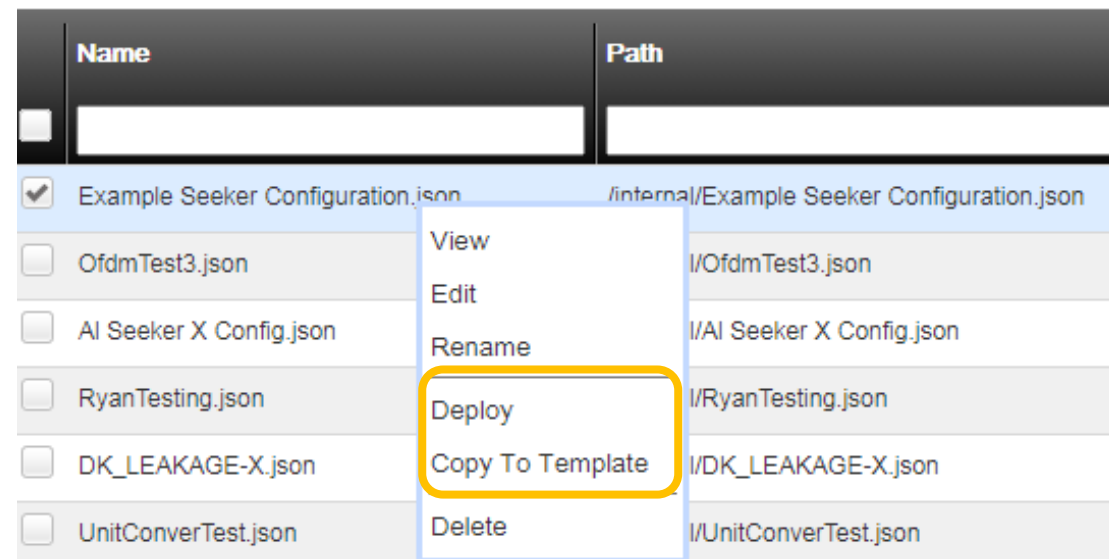 Name Path
Example Seeker Configuration.json /internal/Example Seeker Configuration.json
View
OfdmTest3.json l/OfdmTest3.json
Edit
AI Seeker X Config.json l/AI Seeker X Config.json
Rename
RyanTesting.json l/RyanTesting.json
Deploy
DK_LEAKAGE-X.json l/DK_LEAKAGE-X.json
Copy To Template
UnitConverTest.json l/UnitConverTest.json
Delete